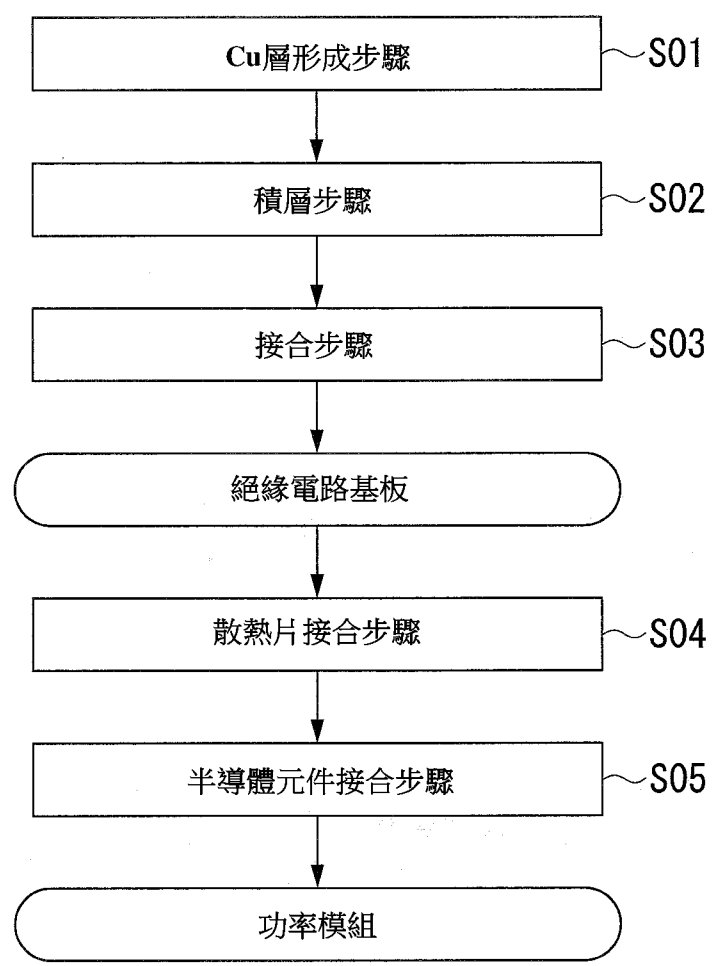 Cu層形成步驟 S01
積層步驟 S02
接合步驟 S03
絕緣電路基板
散熱片接合步驟 S04
半導體元件接合步驟 S05
功率模組